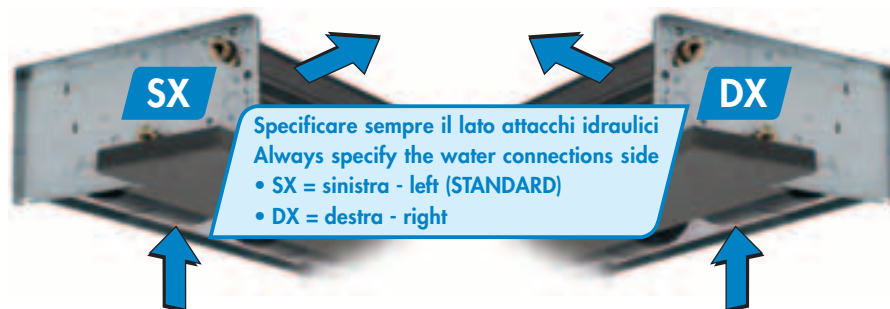 SX
DX
Specificare sempre il lato attacchi idraulici
Always specify the water connections side
• SX = sinistra - left (STANDARD)
• DX = destra - right